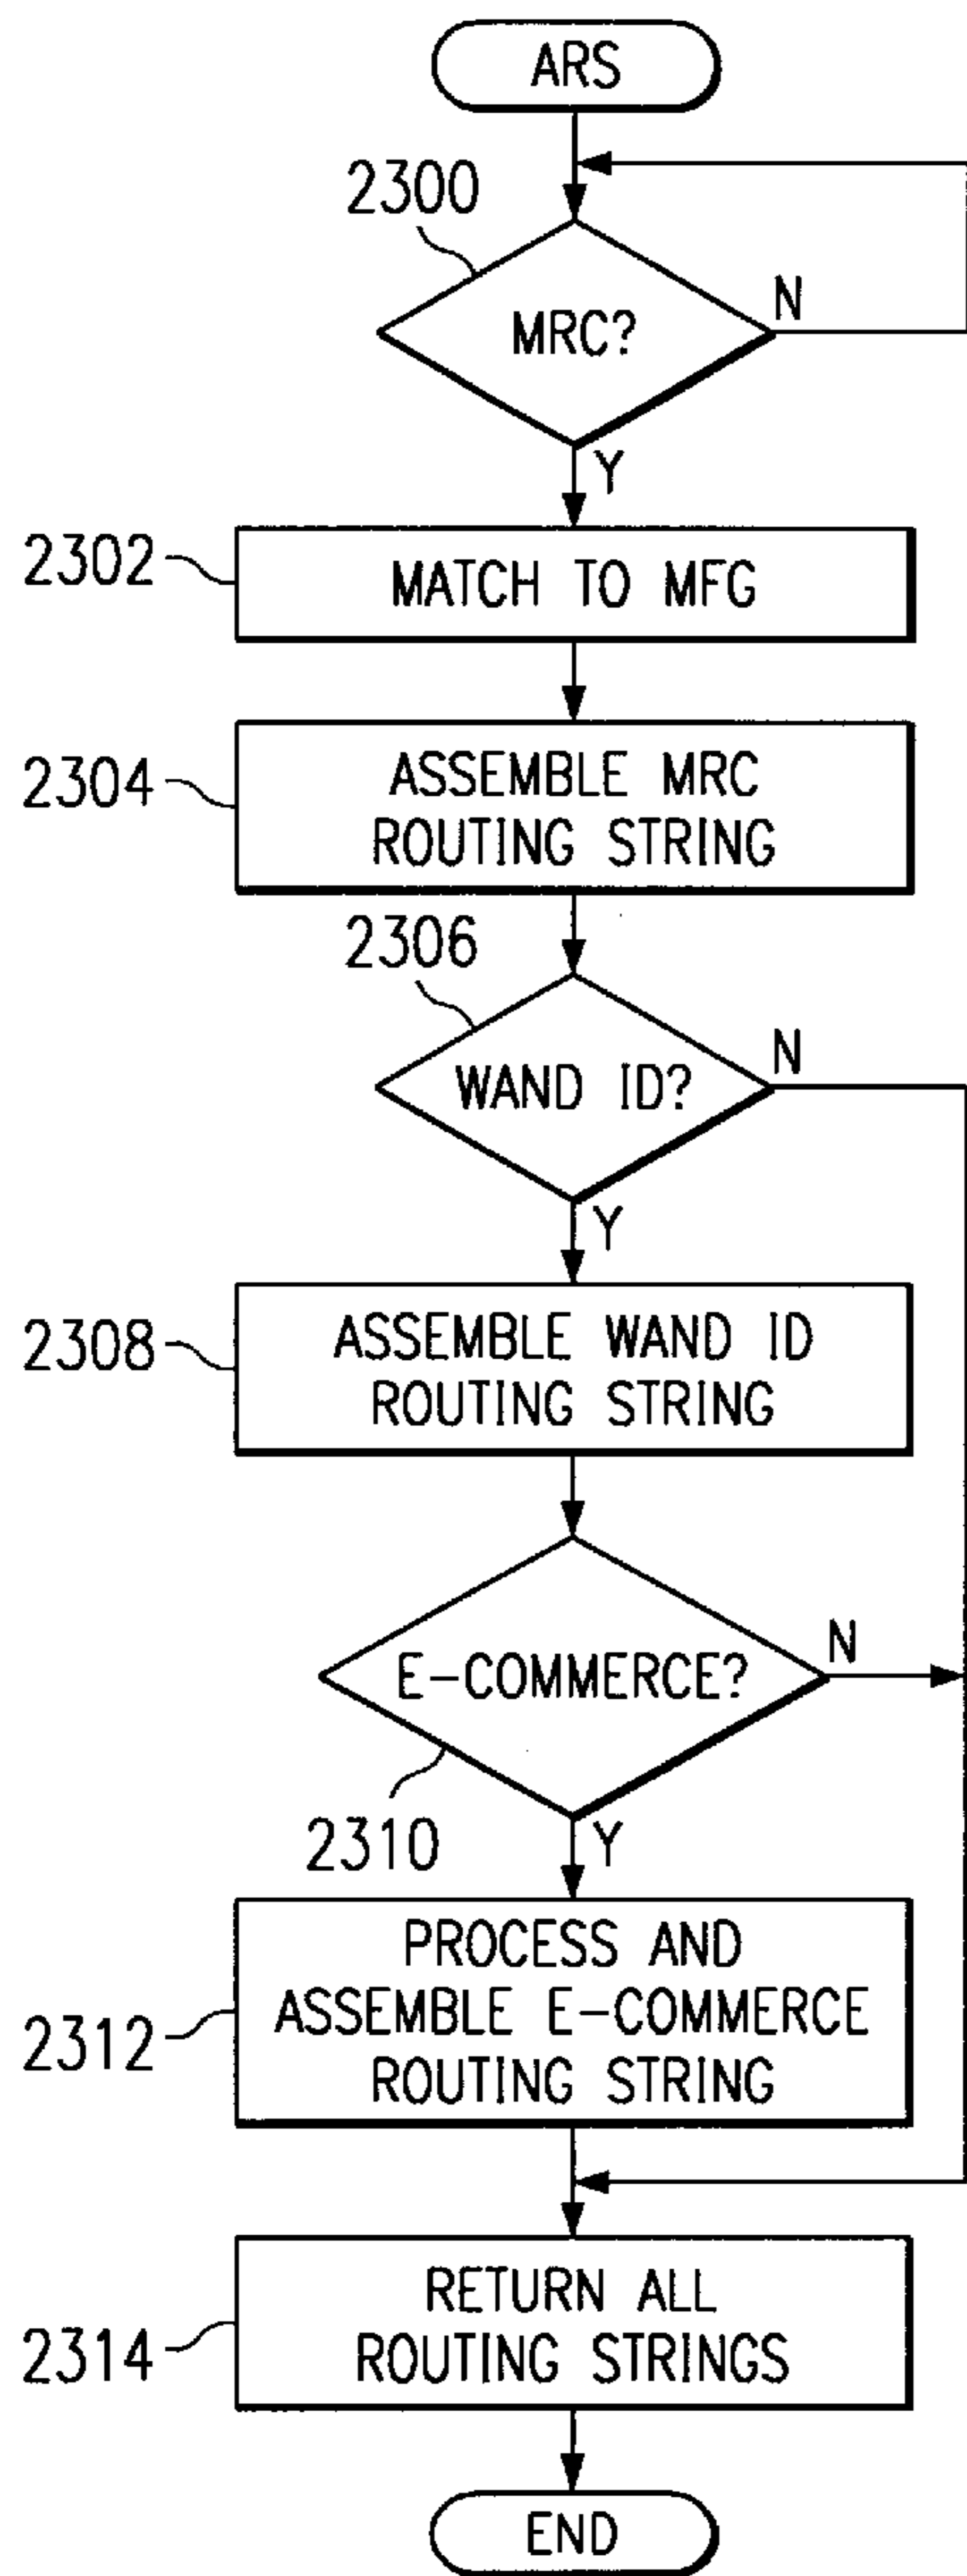 ARS
2300
MRC?
N
Y
2302
MATCH TO MFG
2304
ASSEMBLE MRC
ROUTING STRING
2306
WAND ID?
N
Y
2308
ASSEMBLE WAND ID
ROUTING STRING
E-COMMERCE?
N
2310
Y
2312
PROCESS AND
ASSEMBLE E-COMMERCE
ROUTING STRING
2314
RETURN ALL
ROUTING STRINGS
END